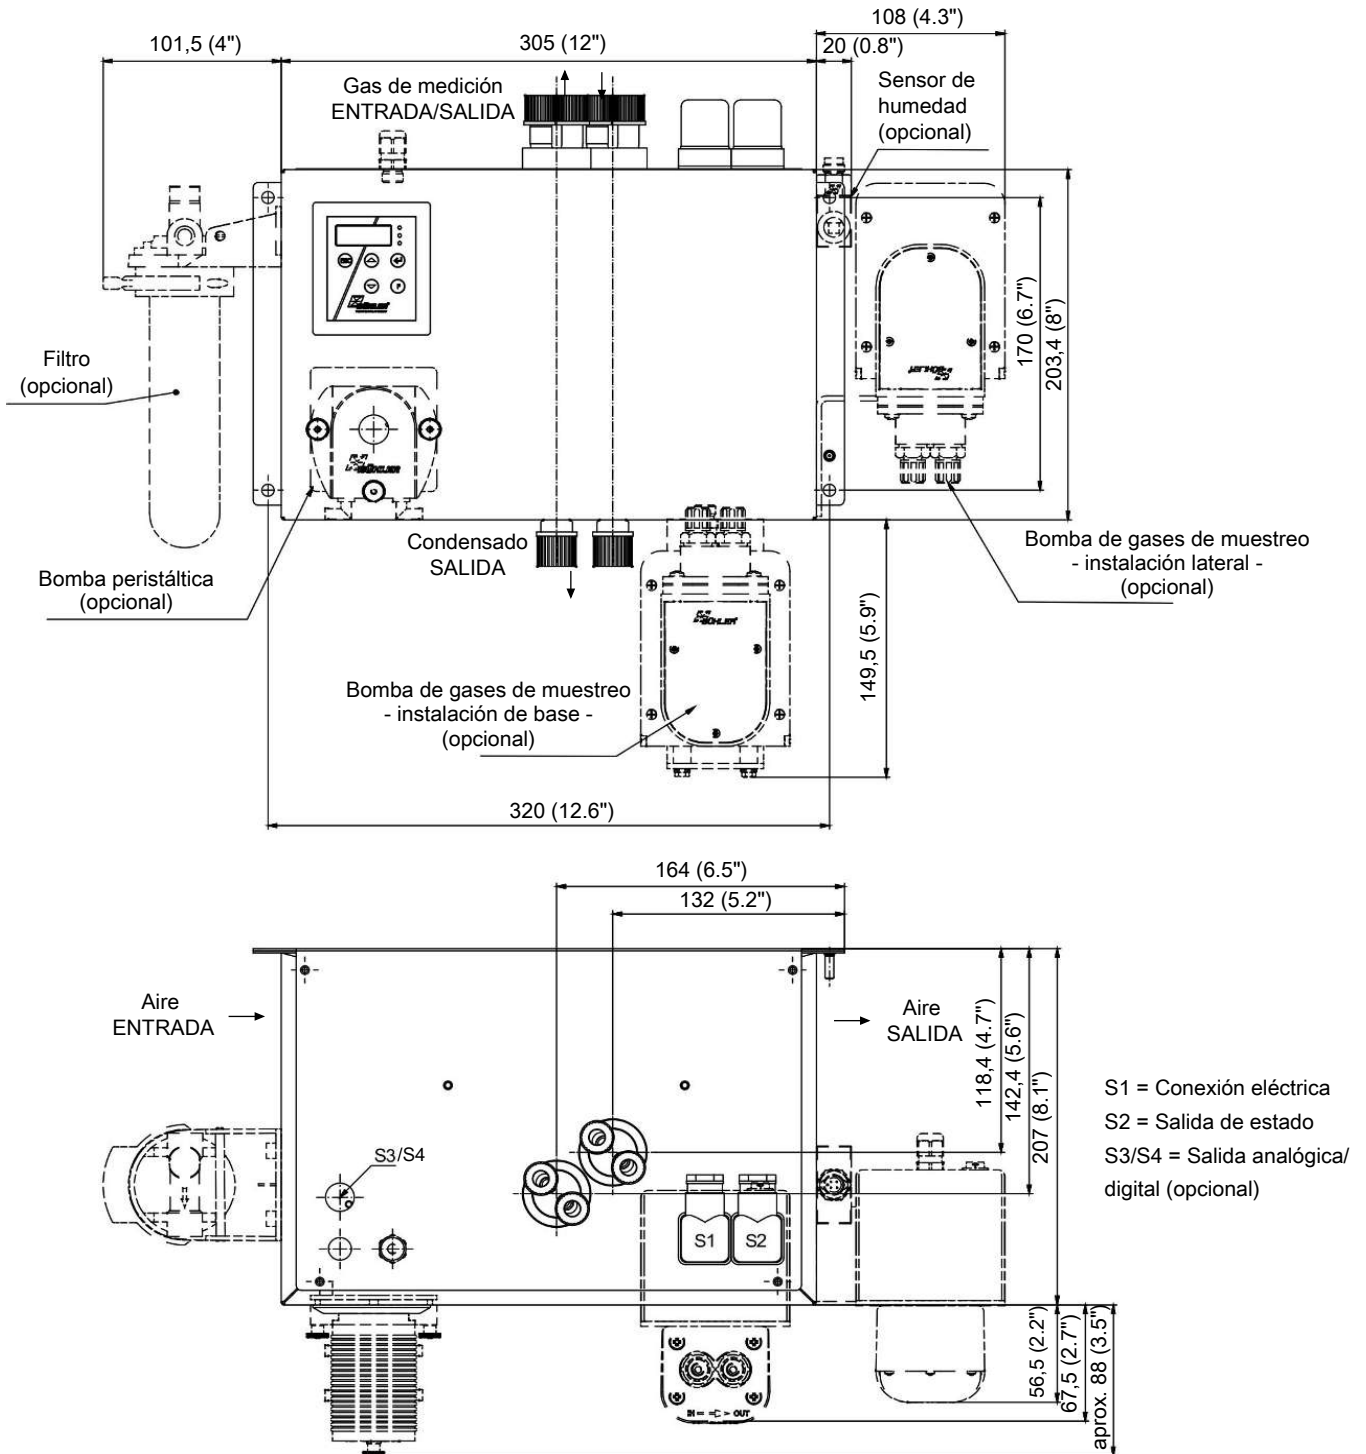 108 (4.3")
101,5 (4")
305 (12")
20 (0.8")
Gas de medición
ENTRADA/SALIDA
Sensor de
humedad
(opcional)
170 (6.7")
203,4 (8")
Filtro
(opcional)
Condensado
SALIDA
Bomba de gases de muestreo
- instalación lateral -
(opcional)
Bomba peristáltica
(opcional)
BÜHLER
149,5 (5.9")
Bomba de gases de muestreo
- instalación de base -
(opcional)
320 (12.6")
164 (6.5")
132 (5.2")
Aire
ENTRADA
Aire
SALIDA
118,4 (4.7")
142,4 (5.6")
207 (8.1")
S1 = Conexión eléctrica
S2 = Salida de estado
S3/S4 = Salida analógica/
digital (opcional)
S3/S4
S1 S2
56,5 (2.2")
67,5 (2.7")
aprox. 88 (3.5")
IN OUT